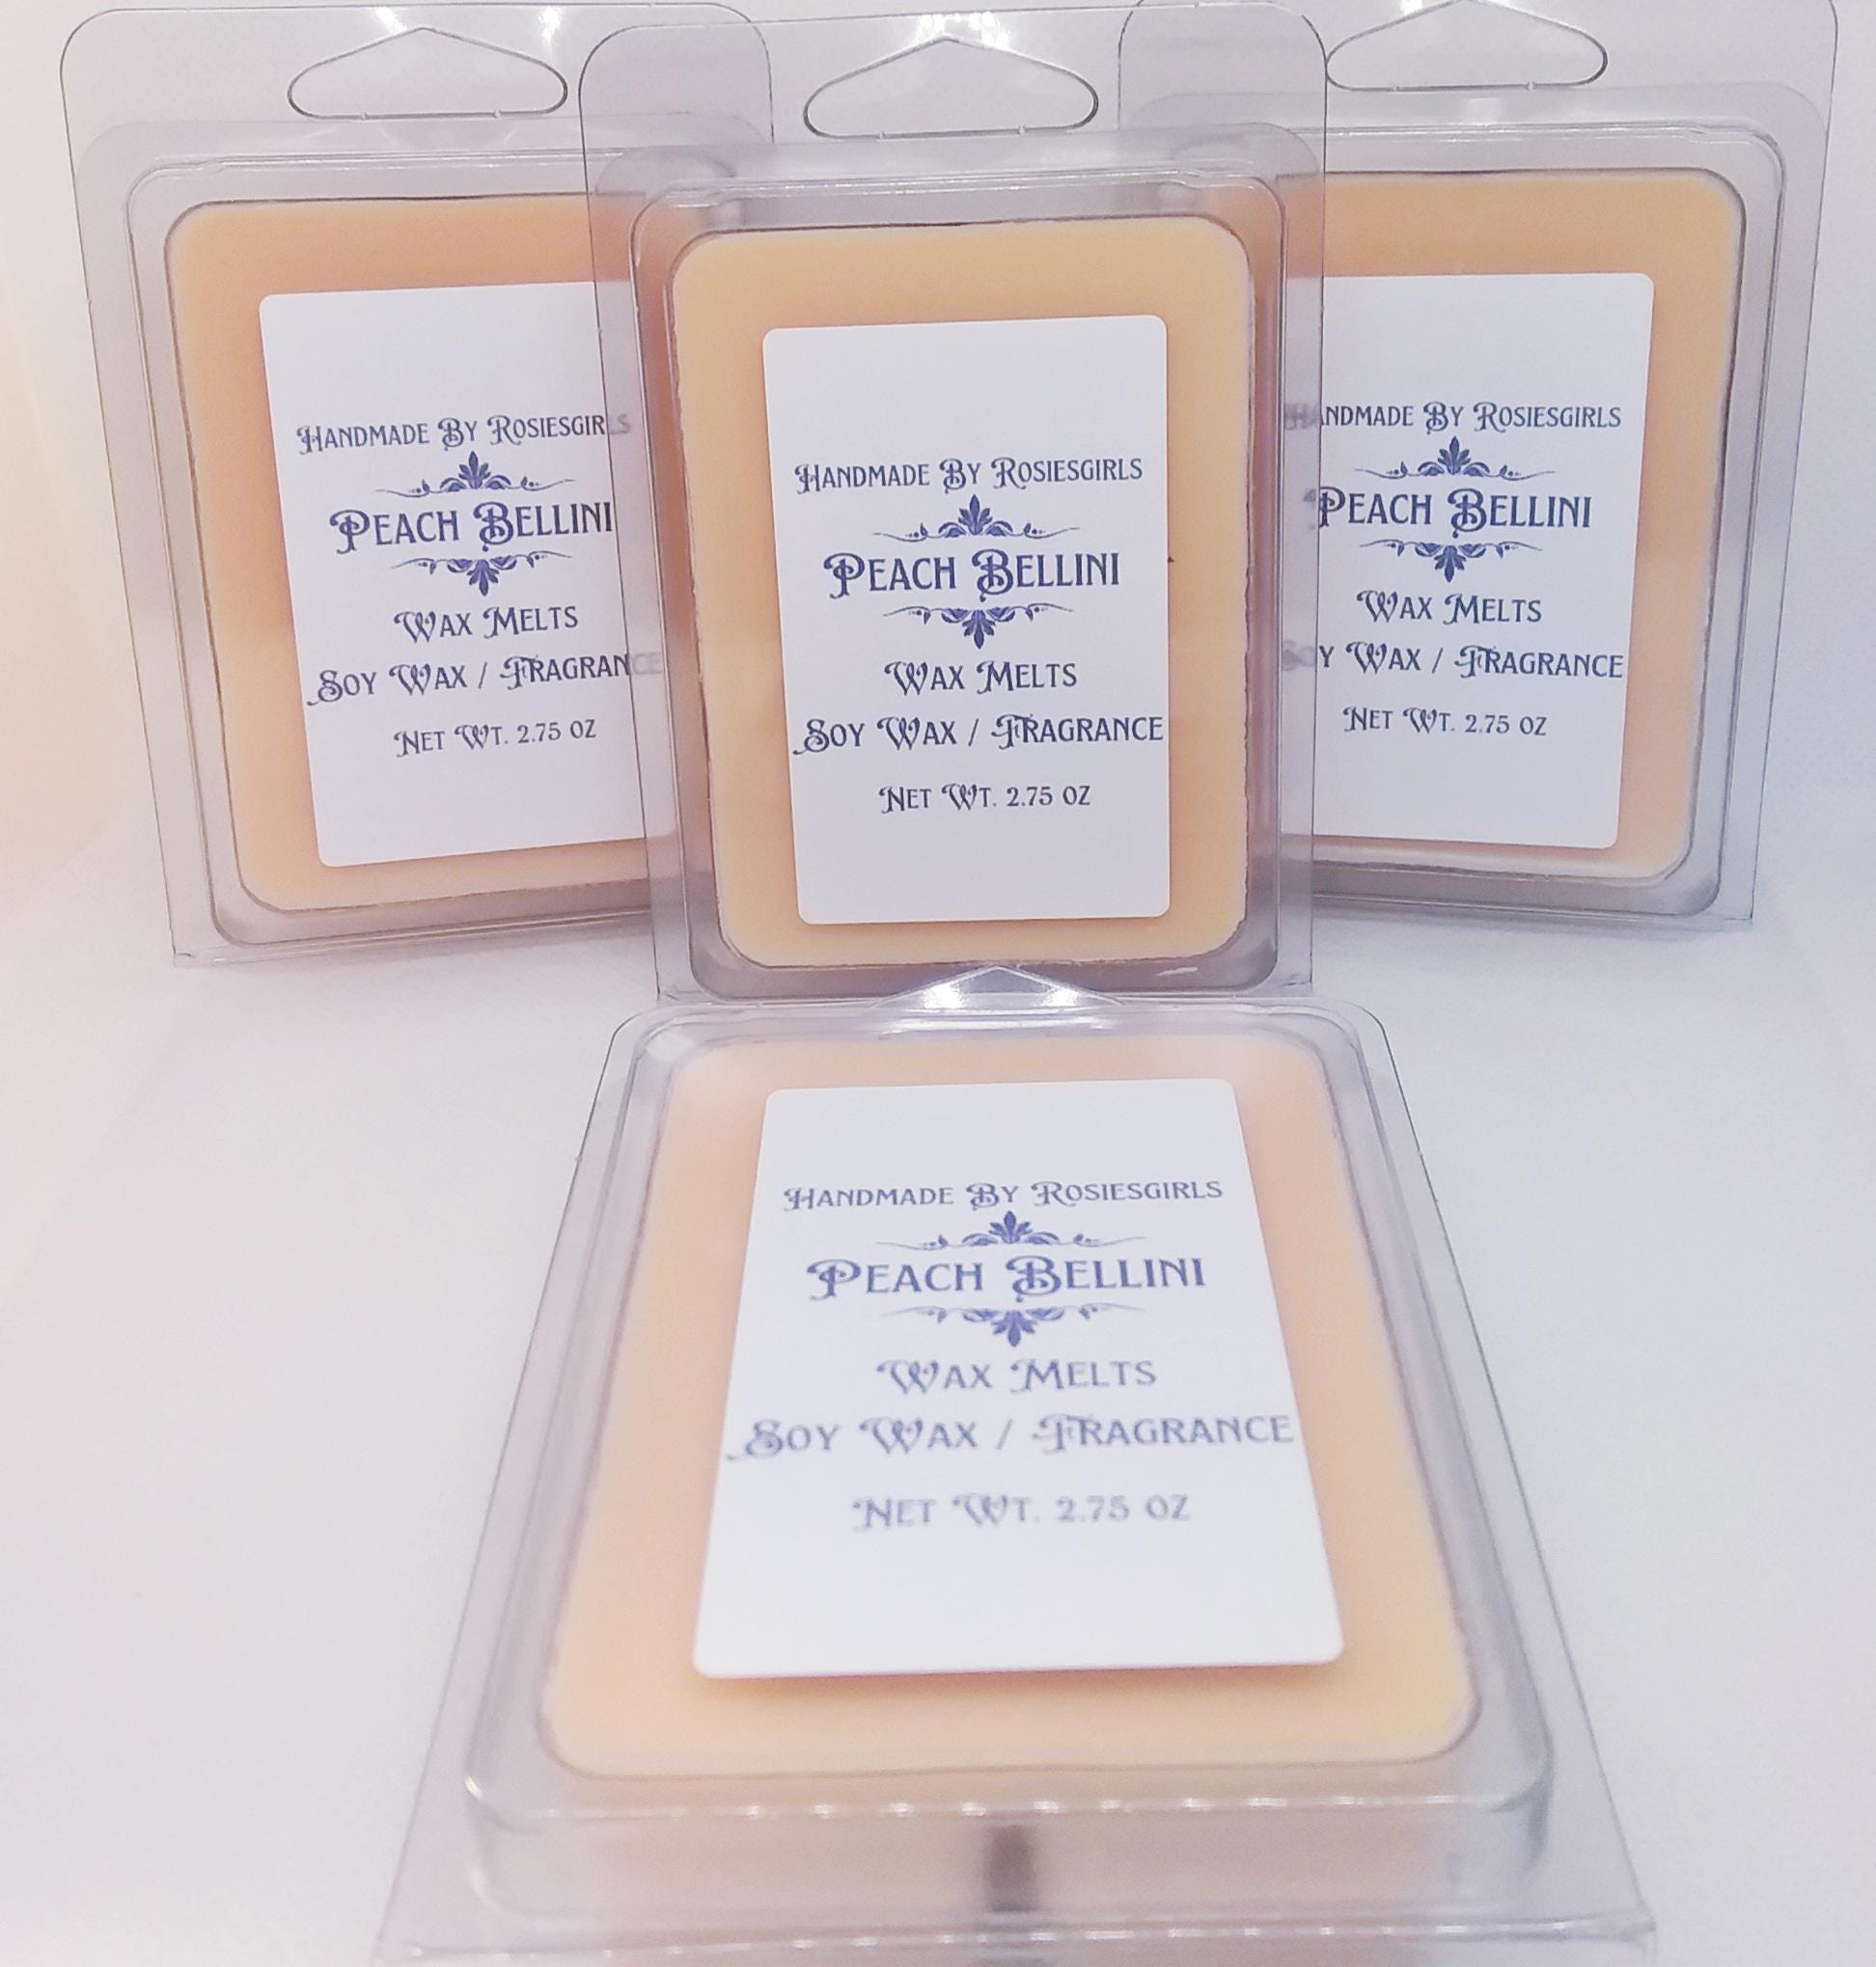 Handmade By Rosiesgirls
Peach Bellini
Wax Melts
Soy Wax / Fragrance
Net Wt. 2.75 oz
Handmade By Rosiesgirls
Peach Bellini
Wax Melts
Soy Wax / Fragrance
Net Wt. 2.75 oz
Handmade By Rosiesgirls
Peach Bellini
Wax Melts
Soy Wax / Fragrance
Net Wt. 2.75 oz
Handmade By Rosiesgirls
Peach Bellini
Wax Melts
Soy Wax / Fragrance
Net Wt. 2.75 oz